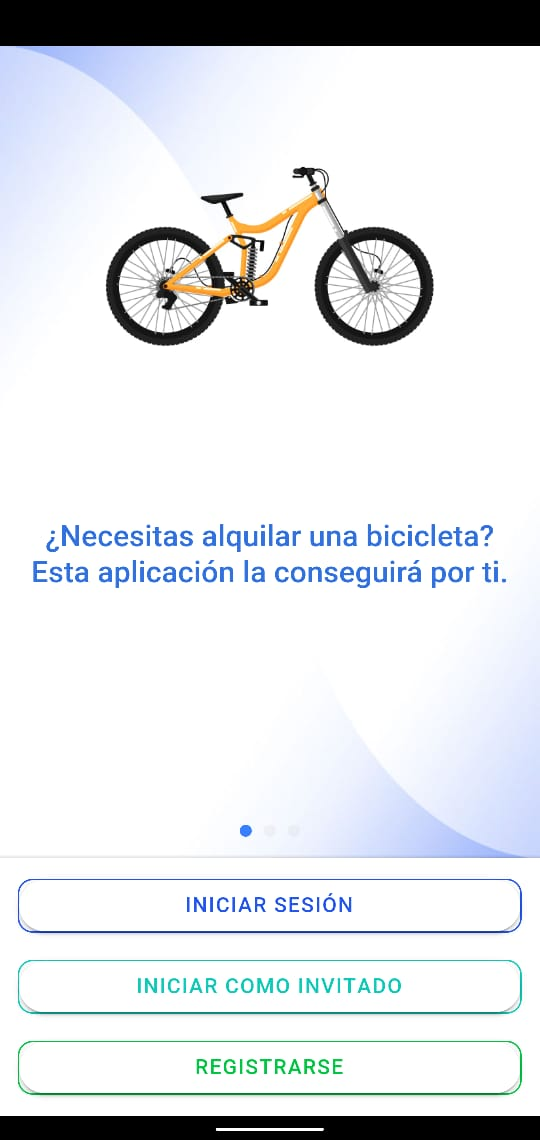 ¿Necesitas alquilar una bicicleta?
Esta aplicación la conseguirá por ti.
INICIAR SESIÓN
INICIAR COMO INVITADO
REGISTRARSE